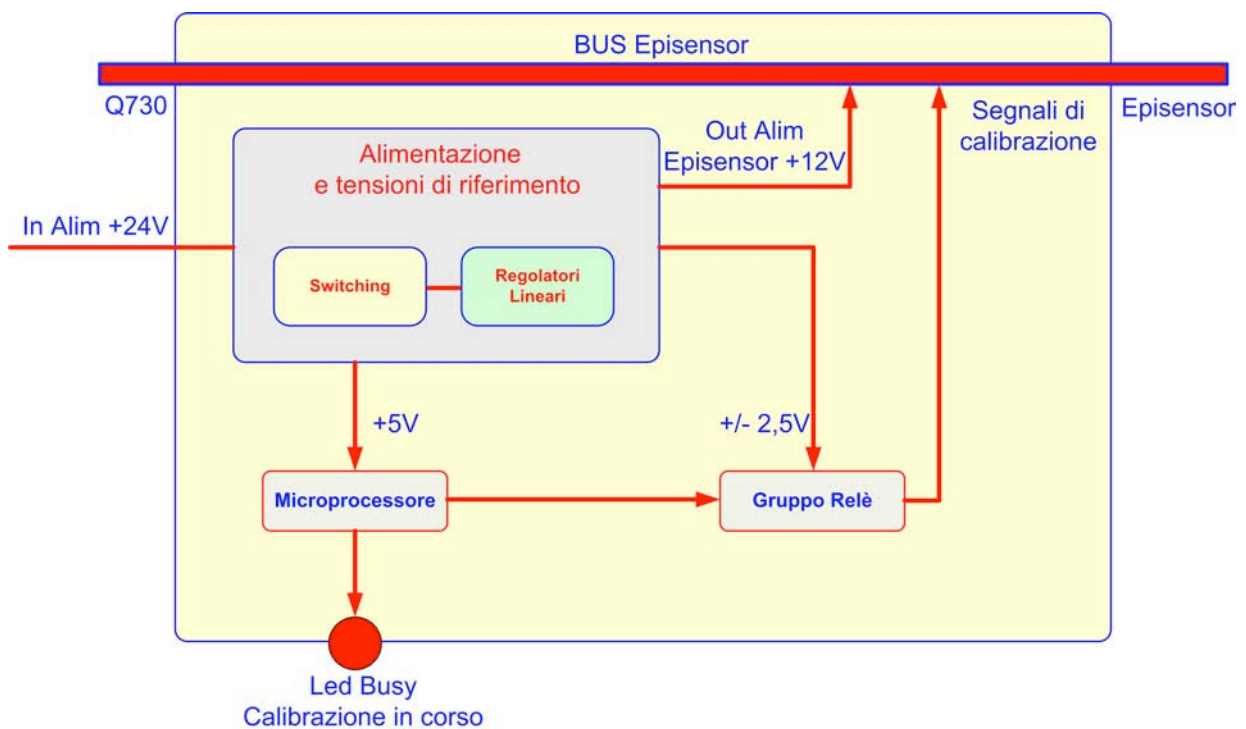 BUS Episensor
Q730
Episensor
Segnali di
calibrazione
Out Alim
Episensor +12V
Alimentazione
e tensioni di riferimento
In Alim +24V
Switching
Regolatori
Lineari
+5V
+/- 2,5V
Microprocessore
Gruppo Relè
Led Busy
Calibrazione in corso